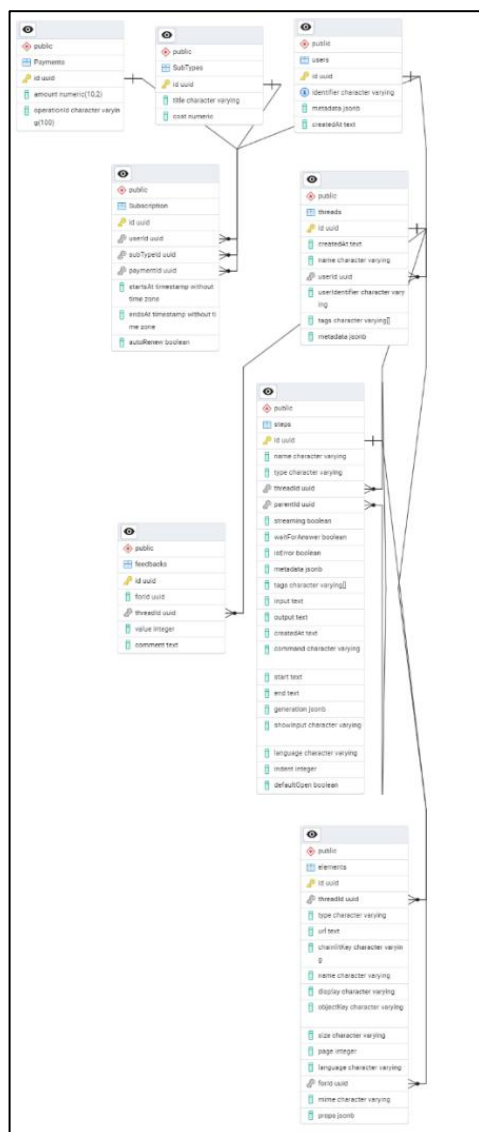 public
Payments
id uuid
amount numeric(10,2)
operationId character varyin
g(100)
public
SubTypes
id uuid
title character varying
cost numeric
public
users
id uuid
identifier character varying
metadata jsonb
createdAt text
public
Subscription
id uuid
userId uuid
subTypeId uuid
paymentId uuid
startsAt timestamp without
time zone
endsAt timestamp without ti
me zone
autoRenew boolean
public
threads
id uuid
createdAt text
name character varying
userId uuid
userIdentifier character vary
ing
tags character varying[]
metadata jsonb
public
steps
id uuid
name character varying
type character varying
threadId uuid
parentId uuid
streaming boolean
waitForAnswer boolean
isError boolean
metadata jsonb
tags character varying[]
input text
output text
createdAt text
command character varying
start text
end text
generation jsonb
showInput character varying
language character varying
indent integer
defaultOpen boolean
public
feedbacks
id uuid
forId uuid
threadId uuid
value integer
comment text
public
elements
id uuid
threadId uuid
type character varying
url text
chainlitKey character varyin
g
name character varying
display character varying
objectKey character varying
size character varying
page integer
language character varying
forId uuid
mime character varying
props jsonb